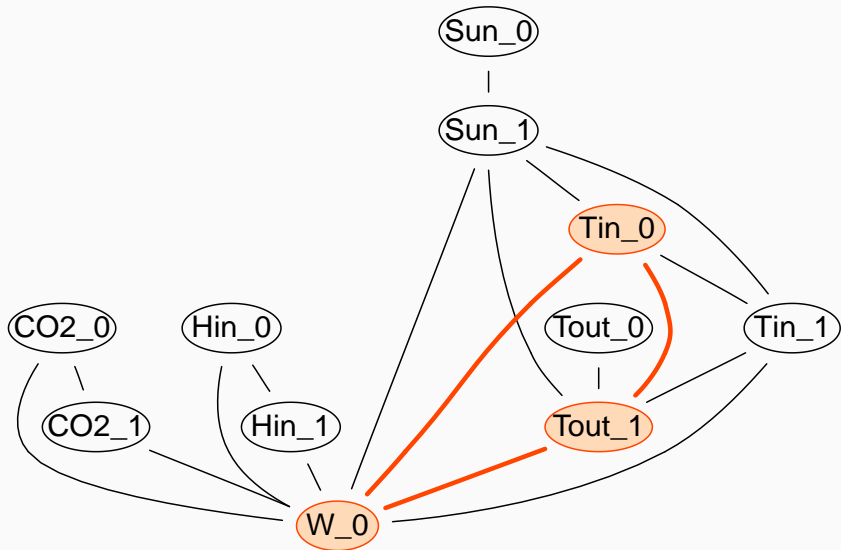 Sun_0
Sun_1
Tin_0
CO2_0
Hin_0
Tout_0
Tin_1
CO2_1
Hin_1
Tout_1
W_0